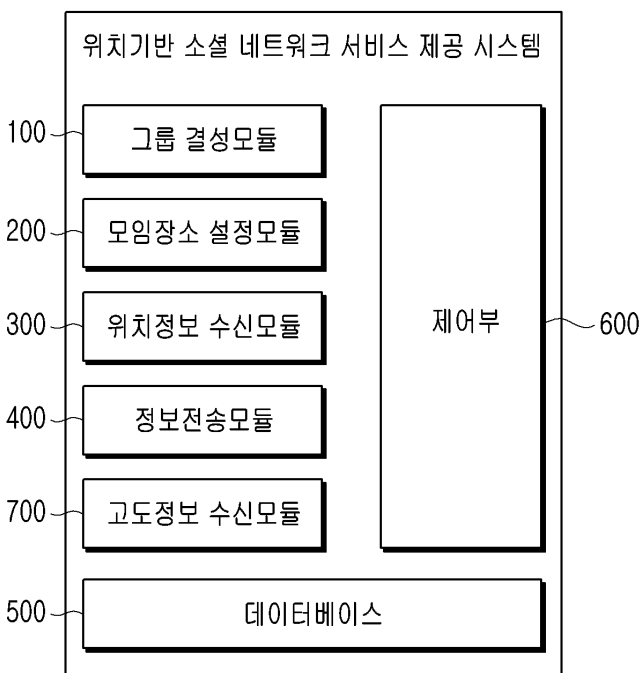 위치기반 소셜 네트워크 서비스 제공 시스템
100
그룹 결성모듈
200
모임장소 설정모듈
300
위치정보 수신모듈
제어부
600
400
정보전송모듈
700
고도정보 수신모듈
500
데이터베이스